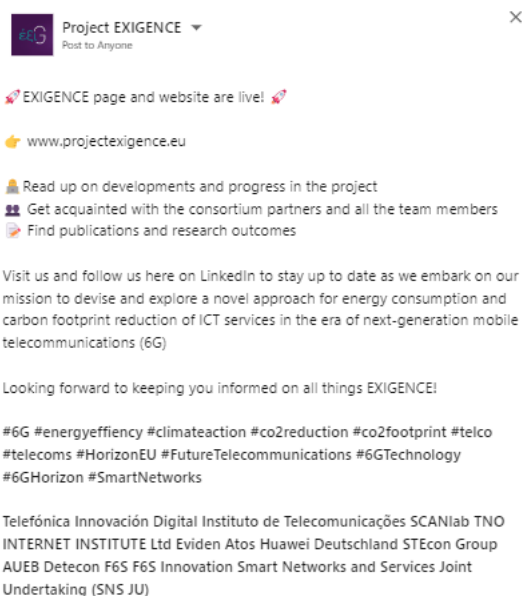 éEG
Project EXIGENCE
Post to Anyone
🚀EXIGENCE page and website are live! 🚀
👉 www.projectexigence.eu
Read up on developments and progress in the project
👥 Get acquainted with the consortium partners and all the team members
📝 Find publications and research outcomes
Visit us and follow us here on LinkedIn to stay up to date as we embark on our
mission to devise and explore a novel approach for energy consumption and
carbon footprint reduction of ICT services in the era of next-generation mobile
telecommunications (6G)
Looking forward to keeping you informed on all things EXIGENCE!
#6G #energyeffiency #climateaction #co2reduction #co2footprint #telco
#telecoms #HorizonEU #FutureTelecommunications #6GTechnology
#6GHorizon #SmartNetworks
Telefónica Innovación Digital Instituto de Telecomunicações SCANlab TNO
INTERNET INSTITUTE Ltd Eviden Atos Huawei Deutschland STEcon Group
AUEB Detecon F6S F6S Innovation Smart Networks and Services Joint
Undertaking (SNS JU)